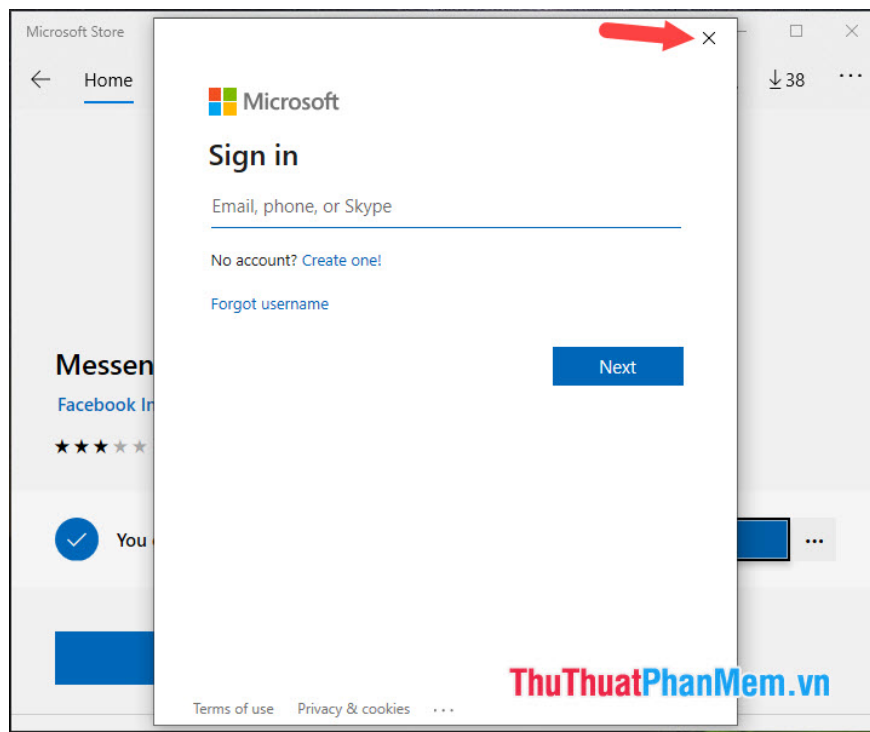 Microsoft Store
Home
38
Microsoft
Sign in
Email, phone, or Skype
No account? Create one!
Forgot username
Next
Messen
Facebook In
You
ThuThuatPhanMem.vn
Terms of use Privacy & cookies ...